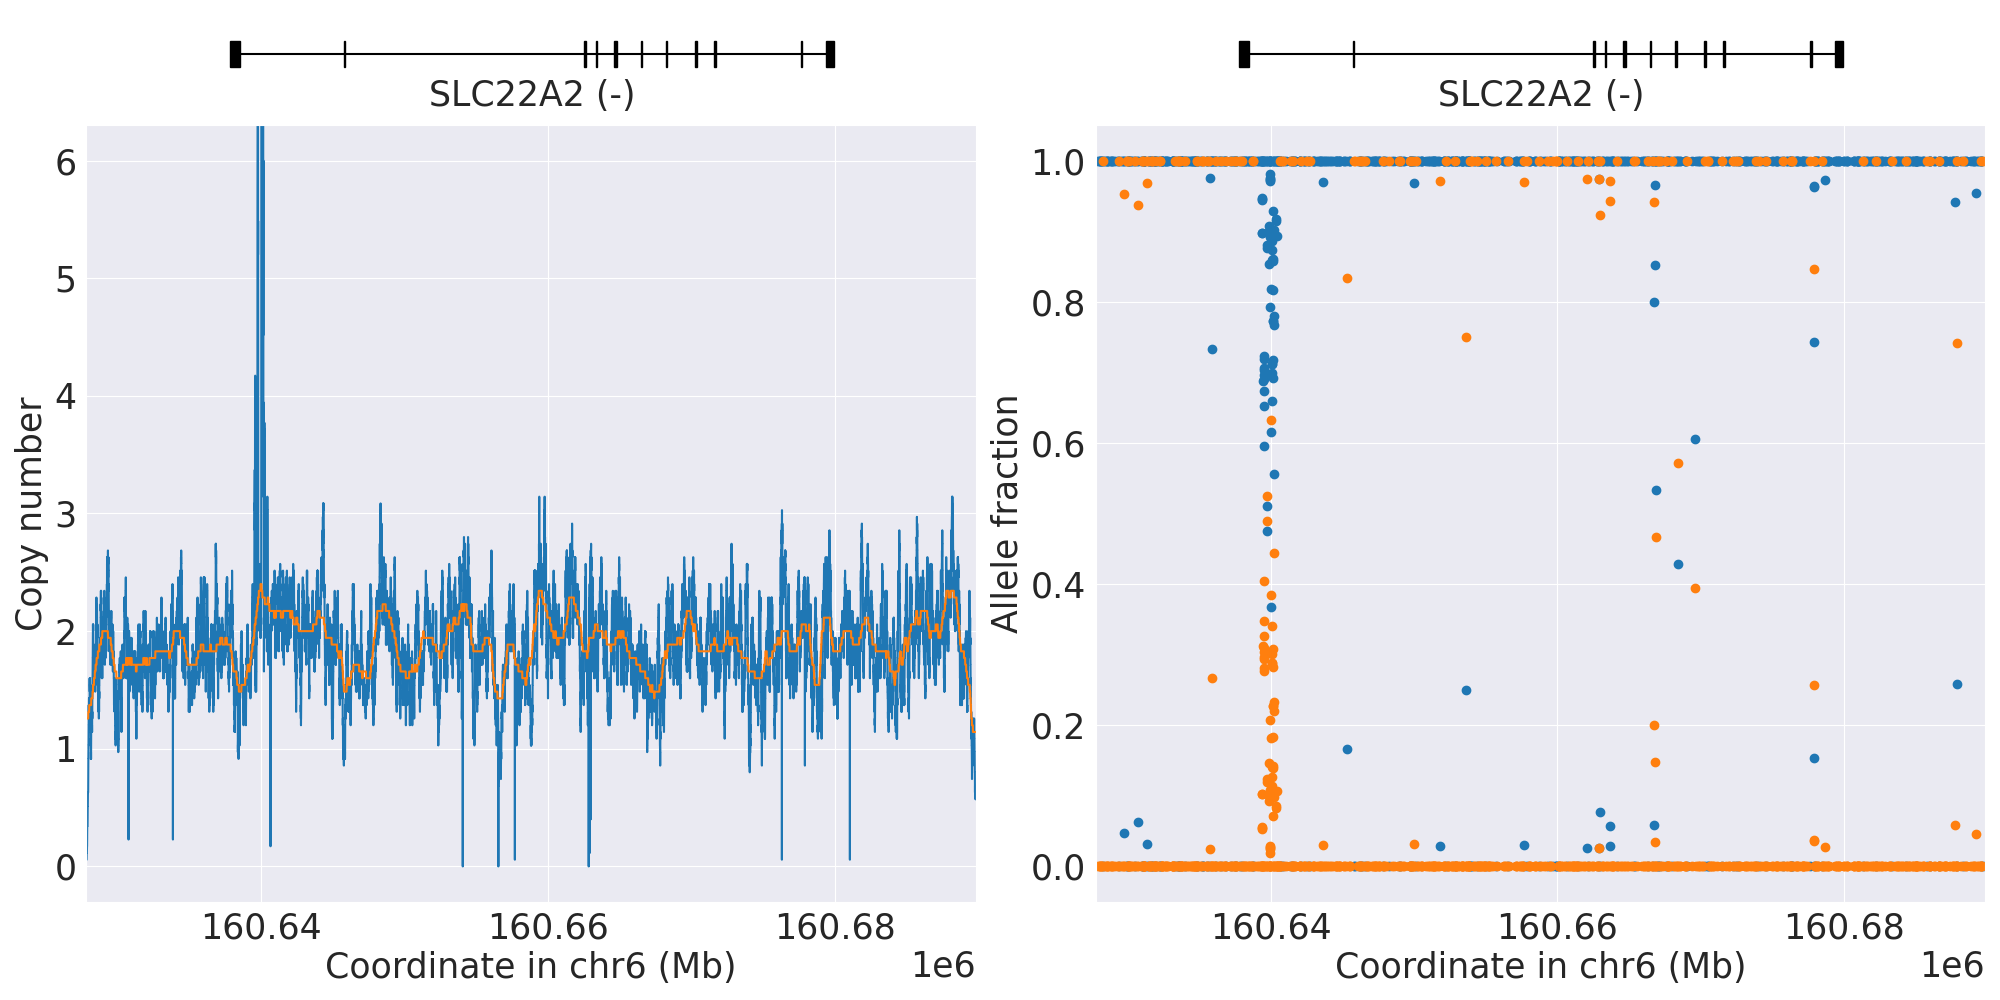 SLC22A2 (-)
6
5
4
3
2
1
0
Copy number
160.64
160.66
160.68
Coordinate in chr6 (Mb)
1e6
SLC22A2 (-)
1.0
0.8
0.6
0.4
0.2
0.0
Allele fraction
160.64
160.66
160.68
Coordinate in chr6 (Mb)
1e6